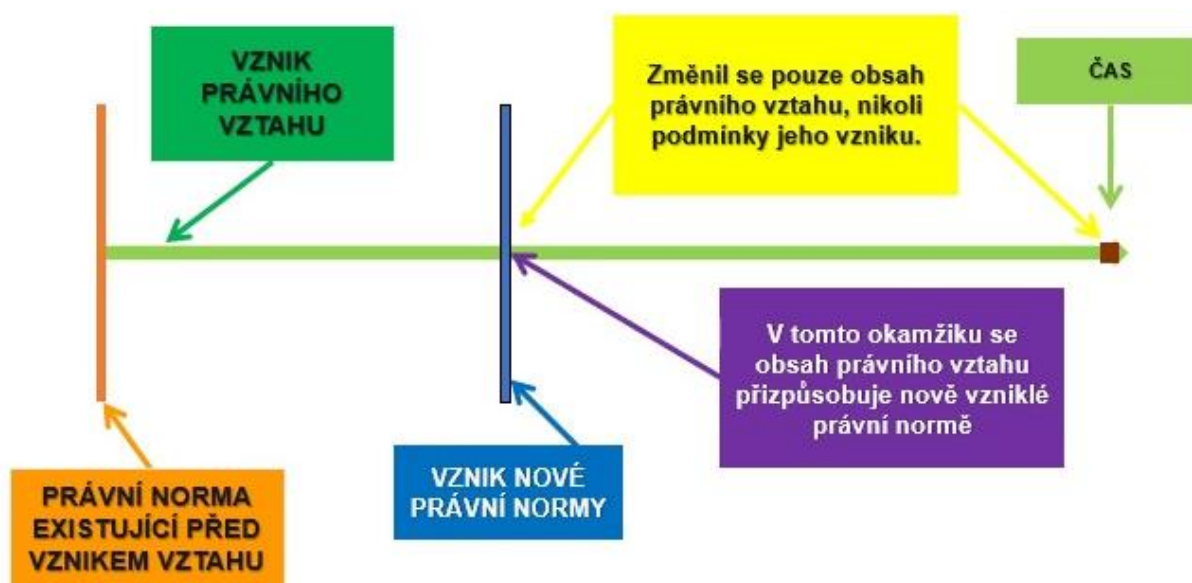 VZNIK
PRÁVNÍHO
VZTAHU
Změnil se pouze obsah
právního vztahu, nikoli
podmínky jeho vzniku.
ČAS
V tomto okamžiku se
obsah právního vztahu
přizpůsobuje nově vzniklé
právní normě
VZNIK NOVÉ
PRÁVNÍ NORMY
PRÁVNÍ NORMA
EXISTUJÍCÍ PŘED
VZNIKEM VZTAHU